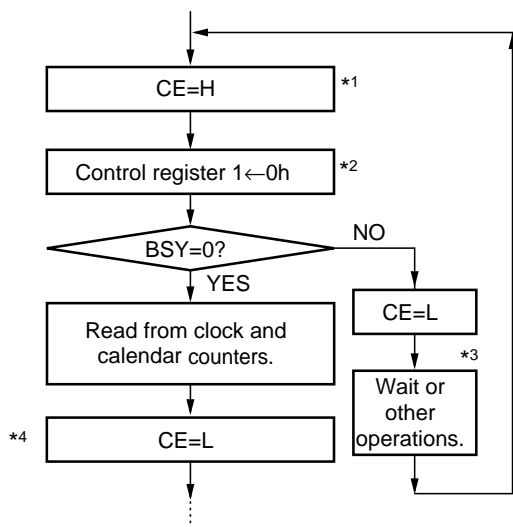 CE=H
*1
Control register 1←0h
*2
BSY=0?
NO
YES
Read from clock and
calendar counters.
CE=L
*3
Wait or
other
operations.
*4
CE=L